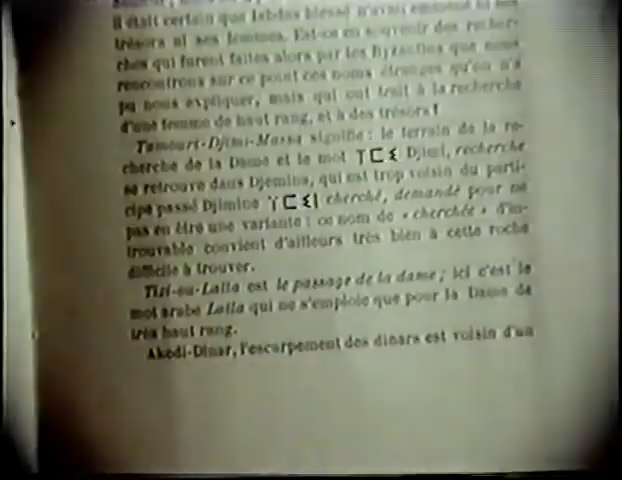 il était certain que Iabdas blessé n'avait emmené ni ses
trésors ni ses femmes. Est-ce en souvenir des recher-
ches qui furent faites alors par les Byzantins que nous
rencontrons sur ce point ces noms étranges qu'on n'a
pu nous expliquer, mais qui ont trait à la recherche
d'une femme de haut rang, et à des trésors !
Tamourt-Djimi-Massa signifie : le terrain de la re-
cherche de la Dame et le mot ⵉⵎⵊ Djimi, recherche
se retrouve dans Djemina, qui est trop voisin du parti-
cipe passé Djimine cherché, demandé pour ne
pas en être une variante : ce nom de « cherchée » d'in-
trouvable convient d'ailleurs très bien à cette roche
difficile à trouver.
Tizi-ou-Lalla est le passage de la dame ; ici c'est le
mot arabe Lalla qui ne s'emploie que pour la Dame de
très haut rang.
Akodi-Dinar, l'escarpement des dinars est voisin d'un